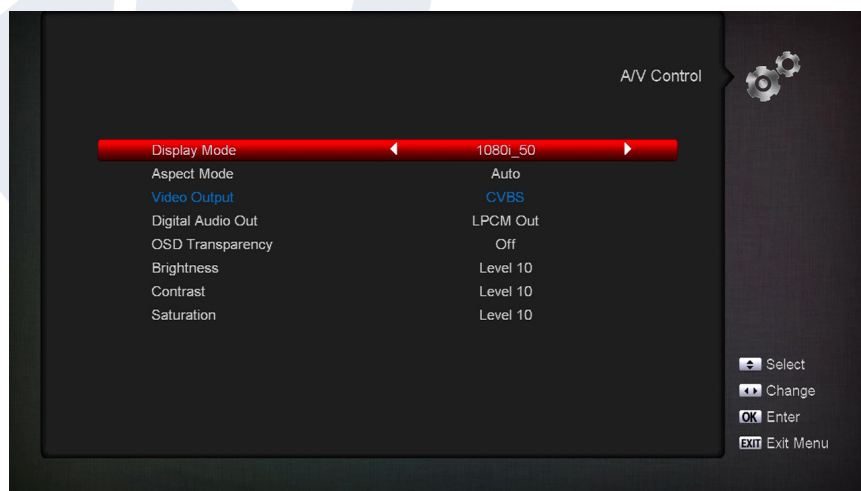 A/V Control
Display Mode 1080i_50
Aspect Mode Auto
Video Output CVBS
Digital Audio Out LPCM Out
OSD Transparency Off
Brightness Level 10
Contrast Level 10
Saturation Level 10
Select
Change
OK Enter
EXIT Exit Menu